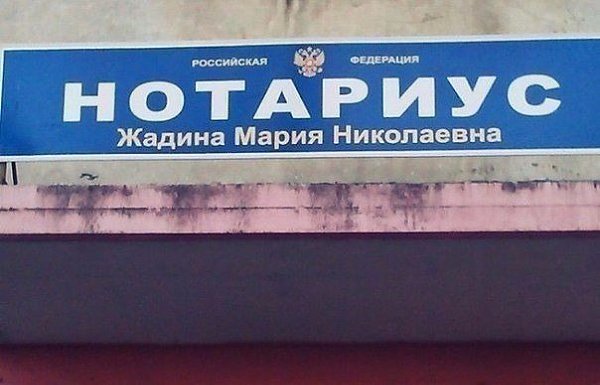 РОССИЙСКАЯ ФЕДЕРАЦИЯ
НОТАРИУС
Жадина Мария Николаевна